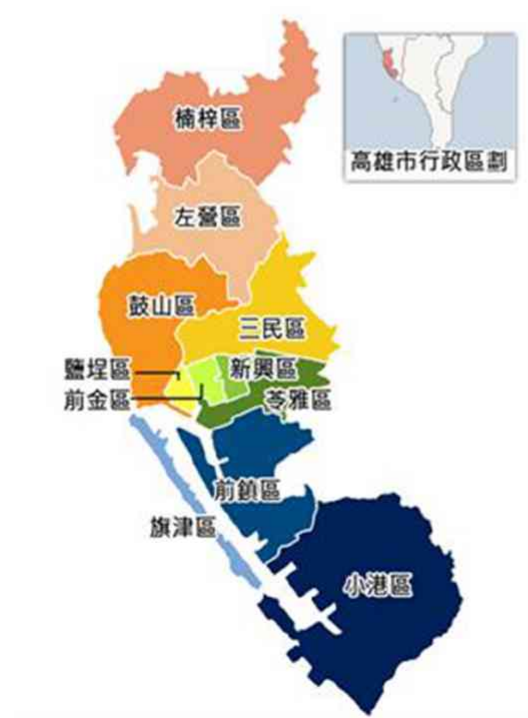 楠梓區
高雄市行政區劃
左營區
鼓山區
三民區
鹽埕區
新興區
前金區
苓雅區
前鎮區
旗津區
小港區